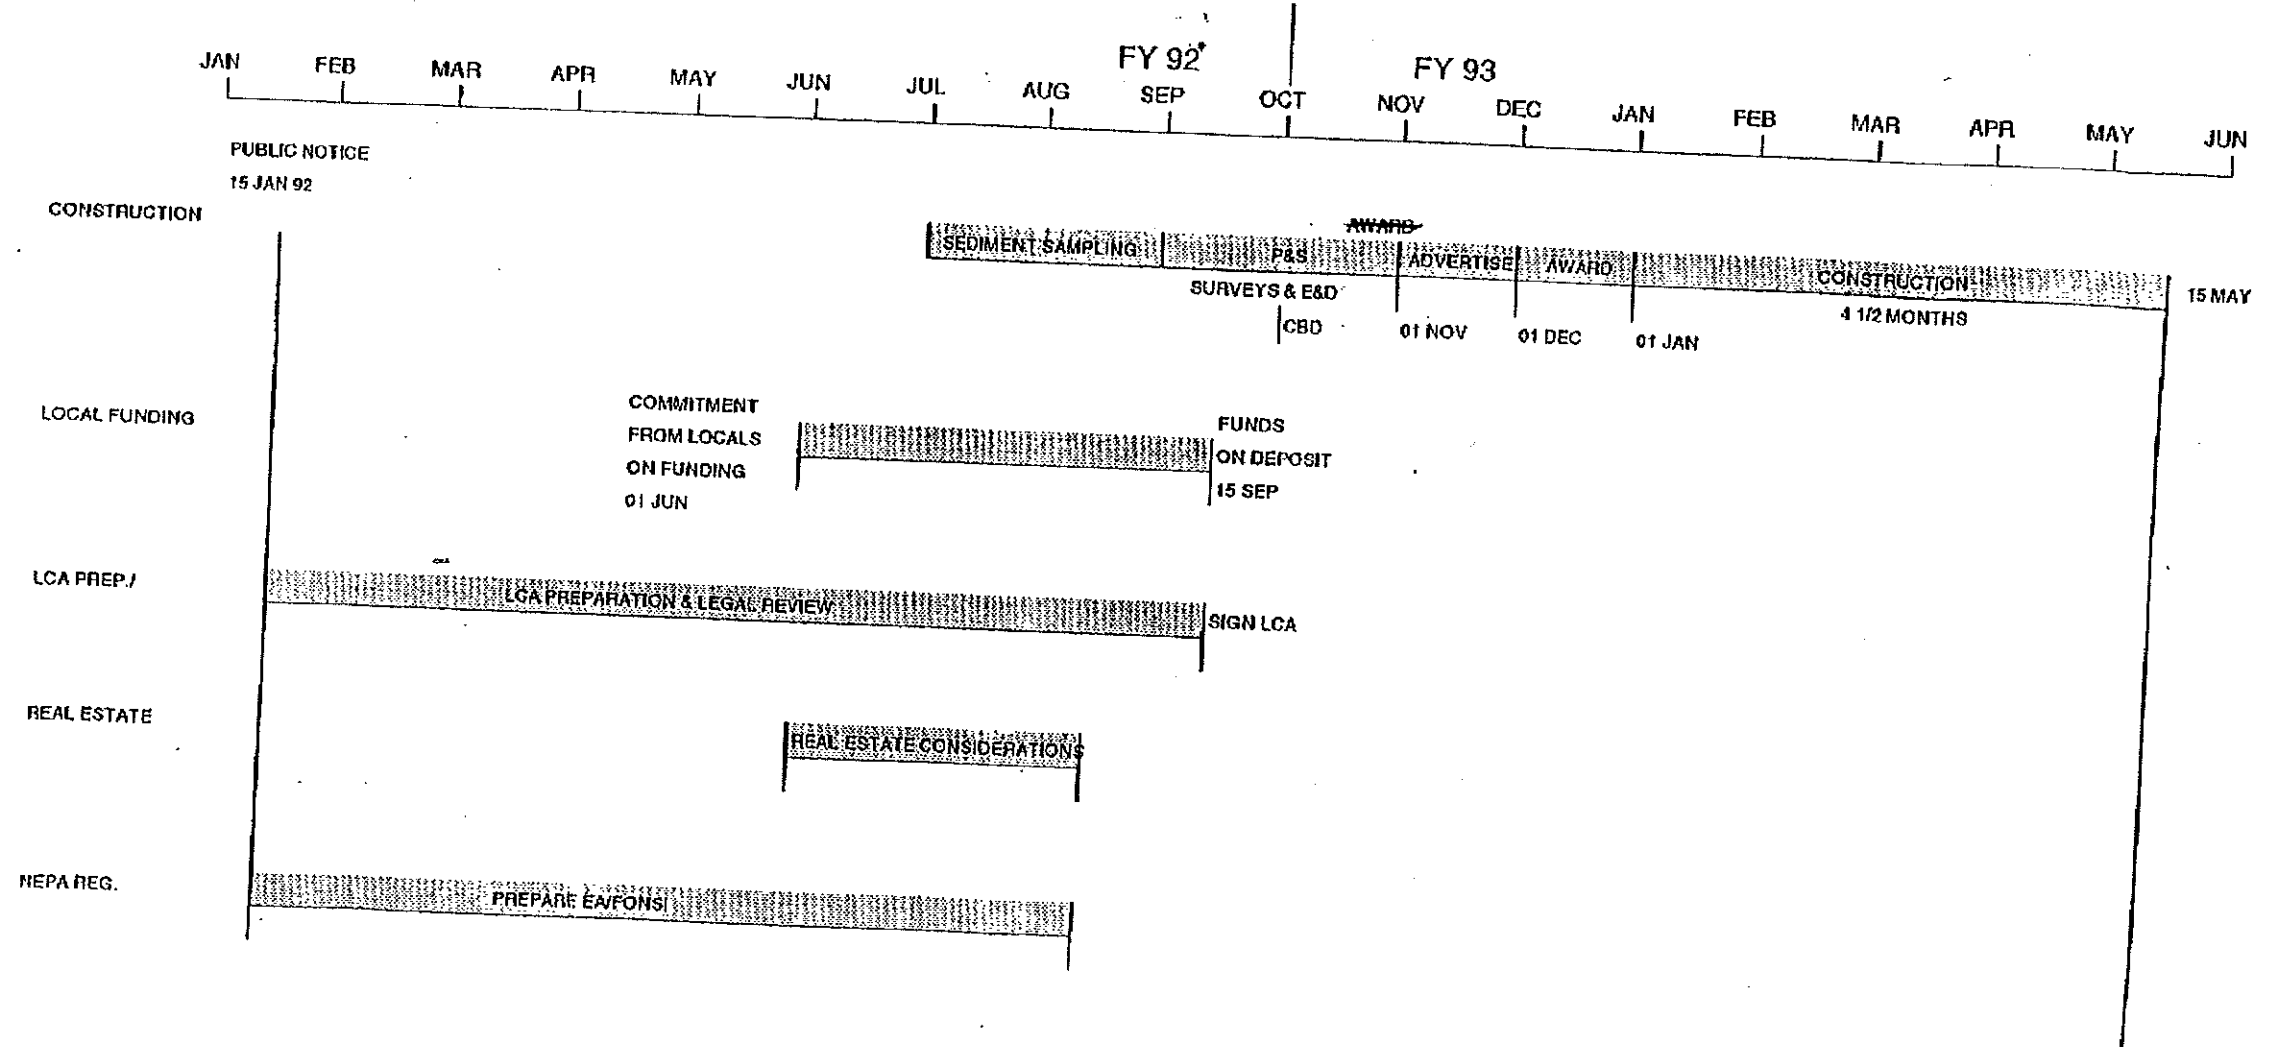 FY 92 FY 93
JAN FEB MAR APR MAY JUN JUL AUG SEP OCT NOV DEC JAN FEB MAR APR MAY JUN
PUBLIC NOTICE
15 JAN 92
CONSTRUCTION
AWARD
SEDIMENT SAMPLING P&S ADVERTISE AWARD CONSTRUCTION 15 MAY
SURVEYS & E&D 4 1/2 MONTHS
CBD 01 NOV 01 DEC 01 JAN
LOCAL FUNDING
COMMITMENT
FROM LOCALS
ON FUNDING
01 JUN
FUNDS
ON DEPOSIT
15 SEP
LCA PREP./
LCA PREPARATION & LEGAL REVIEW SIGN LCA
REAL ESTATE
REAL ESTATE CONSIDERATIONS
NEPA REG.
PREPARE EA/FONSI